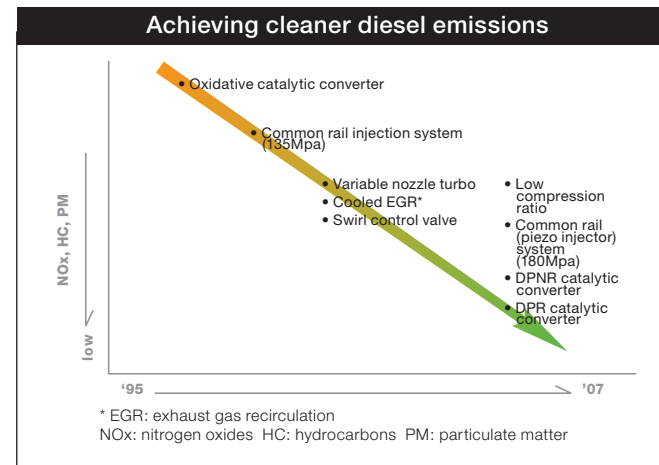 Achieving cleaner diesel emissions
• Oxidative catalytic converter
• Common rail injection system
(135Mpa)
• Variable nozzle turbo
• Cooled EGR*
• Swirl control valve
• Low
compression
ratio
• Common rail
(piezo injector)
system
(180Mpa)
• DPNR catalytic
converter
• DPR catalytic
converter
NOx, HC, PM
low
‘95
’07
* EGR: exhaust gas recirculation
NOx: nitrogen oxides HC: hydrocarbons PM: particulate matter